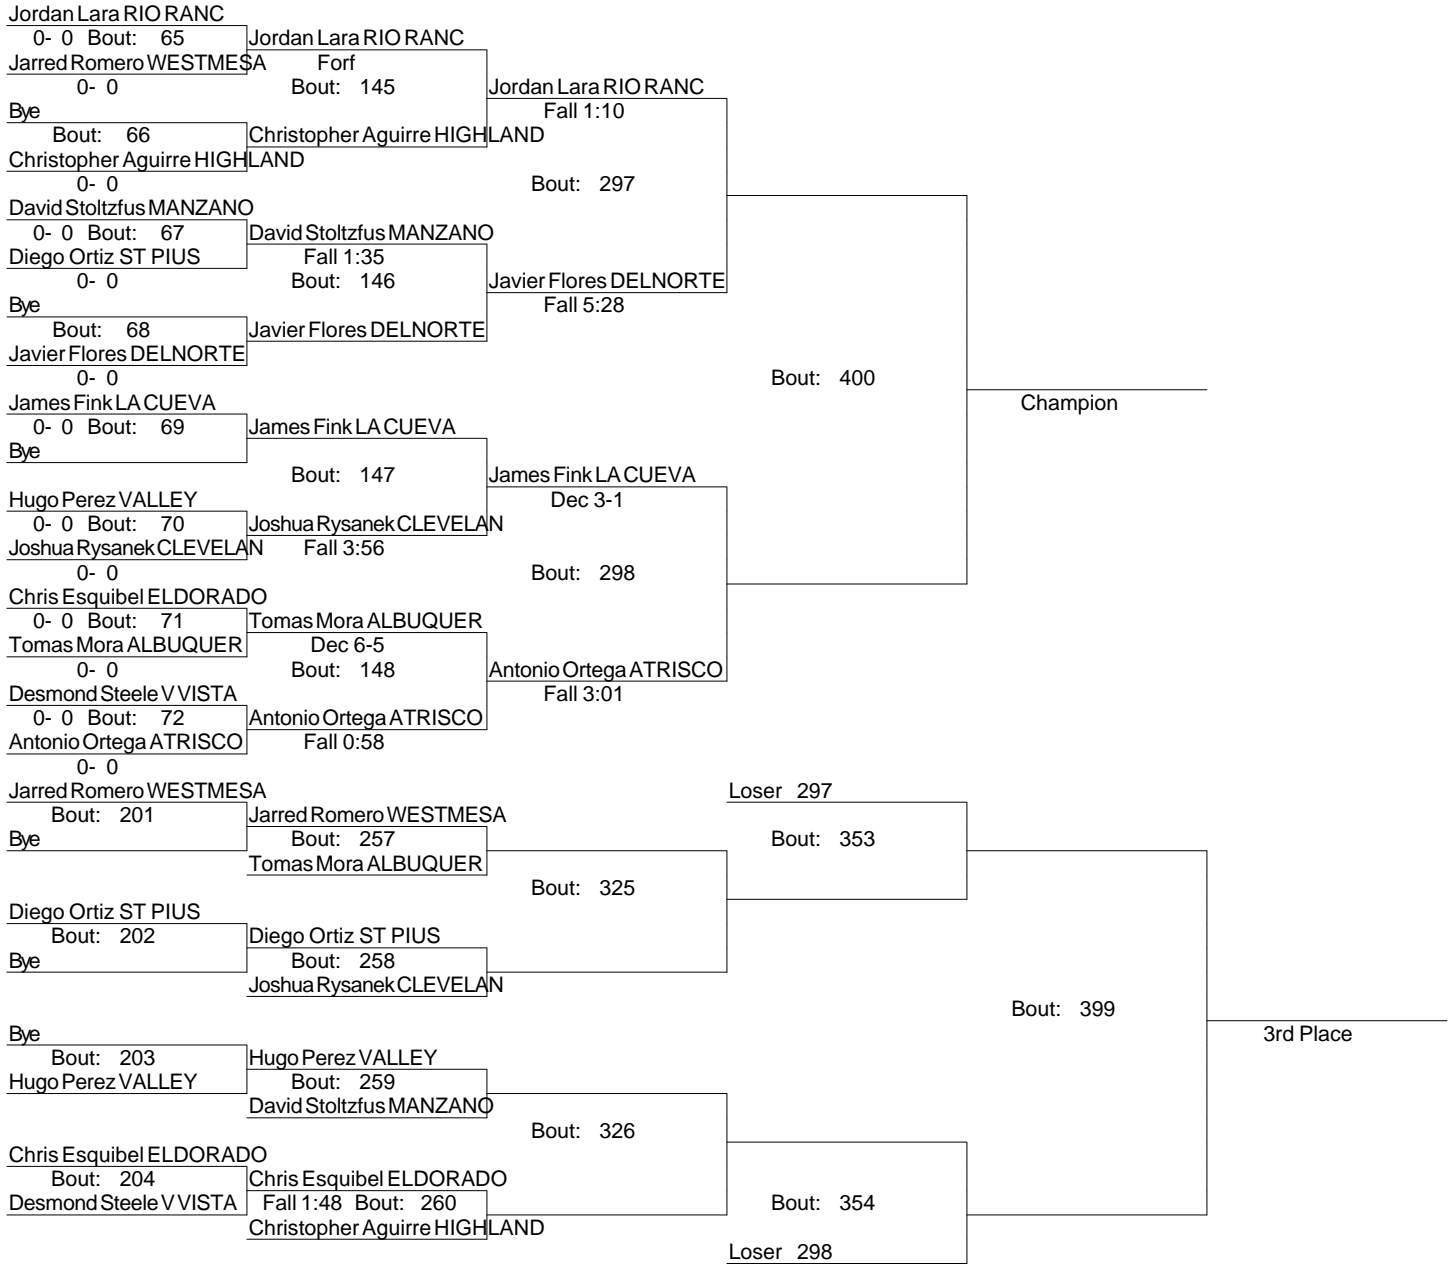 Jordan Lara RIO RANC
0- 0 Bout: 65 Jordan Lara RIO RANC
Jarred Romero WESTMESA Forf
0- 0 Bout: 145 Jordan Lara RIO RANC
Bye Fall 1:10
Bout: 66 Christopher Aguirre HIGHLAND
Christopher Aguirre HIGHLAND
0- 0 Bout: 297
David Stoltzfus MANZANO
0- 0 Bout: 67 David Stoltzfus MANZANO
Diego Ortiz ST PIUS Fall 1:35
0- 0 Bout: 146 Javier Flores DELNORTE
Bye Fall 5:28
Bout: 68 Javier Flores DELNORTE
Javier Flores DELNORTE
0- 0 Bout: 400
James Fink LA CUEVA Champion
0- 0 Bout: 69 James Fink LA CUEVA
Bye
Bout: 147 James Fink LA CUEVA
Hugo Perez VALLEY Dec 3-1
0- 0 Bout: 70 Joshua Rysanek CLEVELAN
Joshua Rysanek CLEVELAN Fall 3:56
0- 0 Bout: 298
Chris Esquibel ELDORADO
0- 0 Bout: 71 Tomas Mora ALBUQUER
Tomas Mora ALBUQUER Dec 6-5
0- 0 Bout: 148 Antonio Ortega ATRISCO
Desmond Steele V VISTA Fall 3:01
0- 0 Bout: 72 Antonio Ortega ATRISCO
Antonio Ortega ATRISCO Fall 0:58
0- 0
Jarred Romero WESTMESA Loser 297
Bout: 201 Jarred Romero WESTMESA
Bye Bout: 257 Bout: 353
Tomas Mora ALBUQUER
Bout: 325
Diego Ortiz ST PIUS
Bout: 202 Diego Ortiz ST PIUS
Bye Bout: 258
Joshua Rysanek CLEVELAN
Bout: 399
Bye 3rd Place
Bout: 203 Hugo Perez VALLEY
Hugo Perez VALLEY Bout: 259
David Stoltzfus MANZANO
Bout: 326
Chris Esquibel ELDORADO
Bout: 204 Chris Esquibel ELDORADO
Desmond Steele V VISTA Fall 1:48 Bout: 260 Bout: 354
Christopher Aguirre HIGHLAND
Loser 298